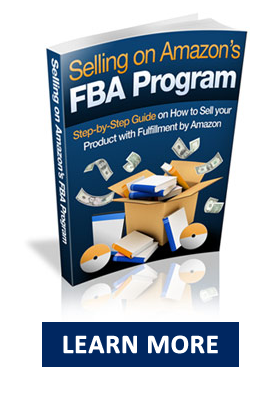 Selling on Amazon's
FBA Program
Step-by-Step Guide on How to Sell your
Product with Fulfillment by Amazon
Selling on Amazon's FBA Program
LEARN MORE